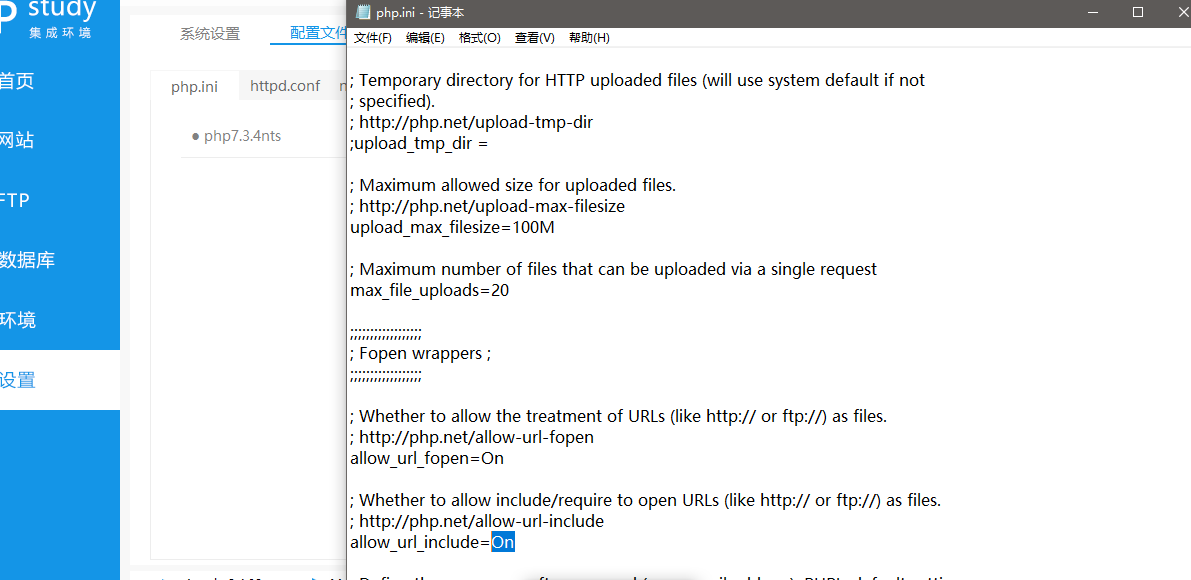 P study
集成环境
首页
网站
FTP
数据库
环境
设置
系统设置
配置文件
php.ini
httpd.conf
● php7.3.4nts
php.ini - 记事本
文件(F) 编辑(E) 格式(O) 查看(V) 帮助(H)
; Temporary directory for HTTP uploaded files (will use system default if not
; specified).
; http://php.net/upload-tmp-dir
;upload_tmp_dir =
; Maximum allowed size for uploaded files.
; http://php.net/upload-max-filesize
upload_max_filesize=100M
; Maximum number of files that can be uploaded via a single request
max_file_uploads=20
;;;;;;;;;;;;;;;;;;
; Fopen wrappers ;
;;;;;;;;;;;;;;;;;;
; Whether to allow the treatment of URLs (like http:// or ftp://) as files.
; http://php.net/allow-url-fopen
allow_url_fopen=On
; Whether to allow include/require to open URLs (like http:// or ftp://) as files.
; http://php.net/allow-url-include
allow_url_include=On